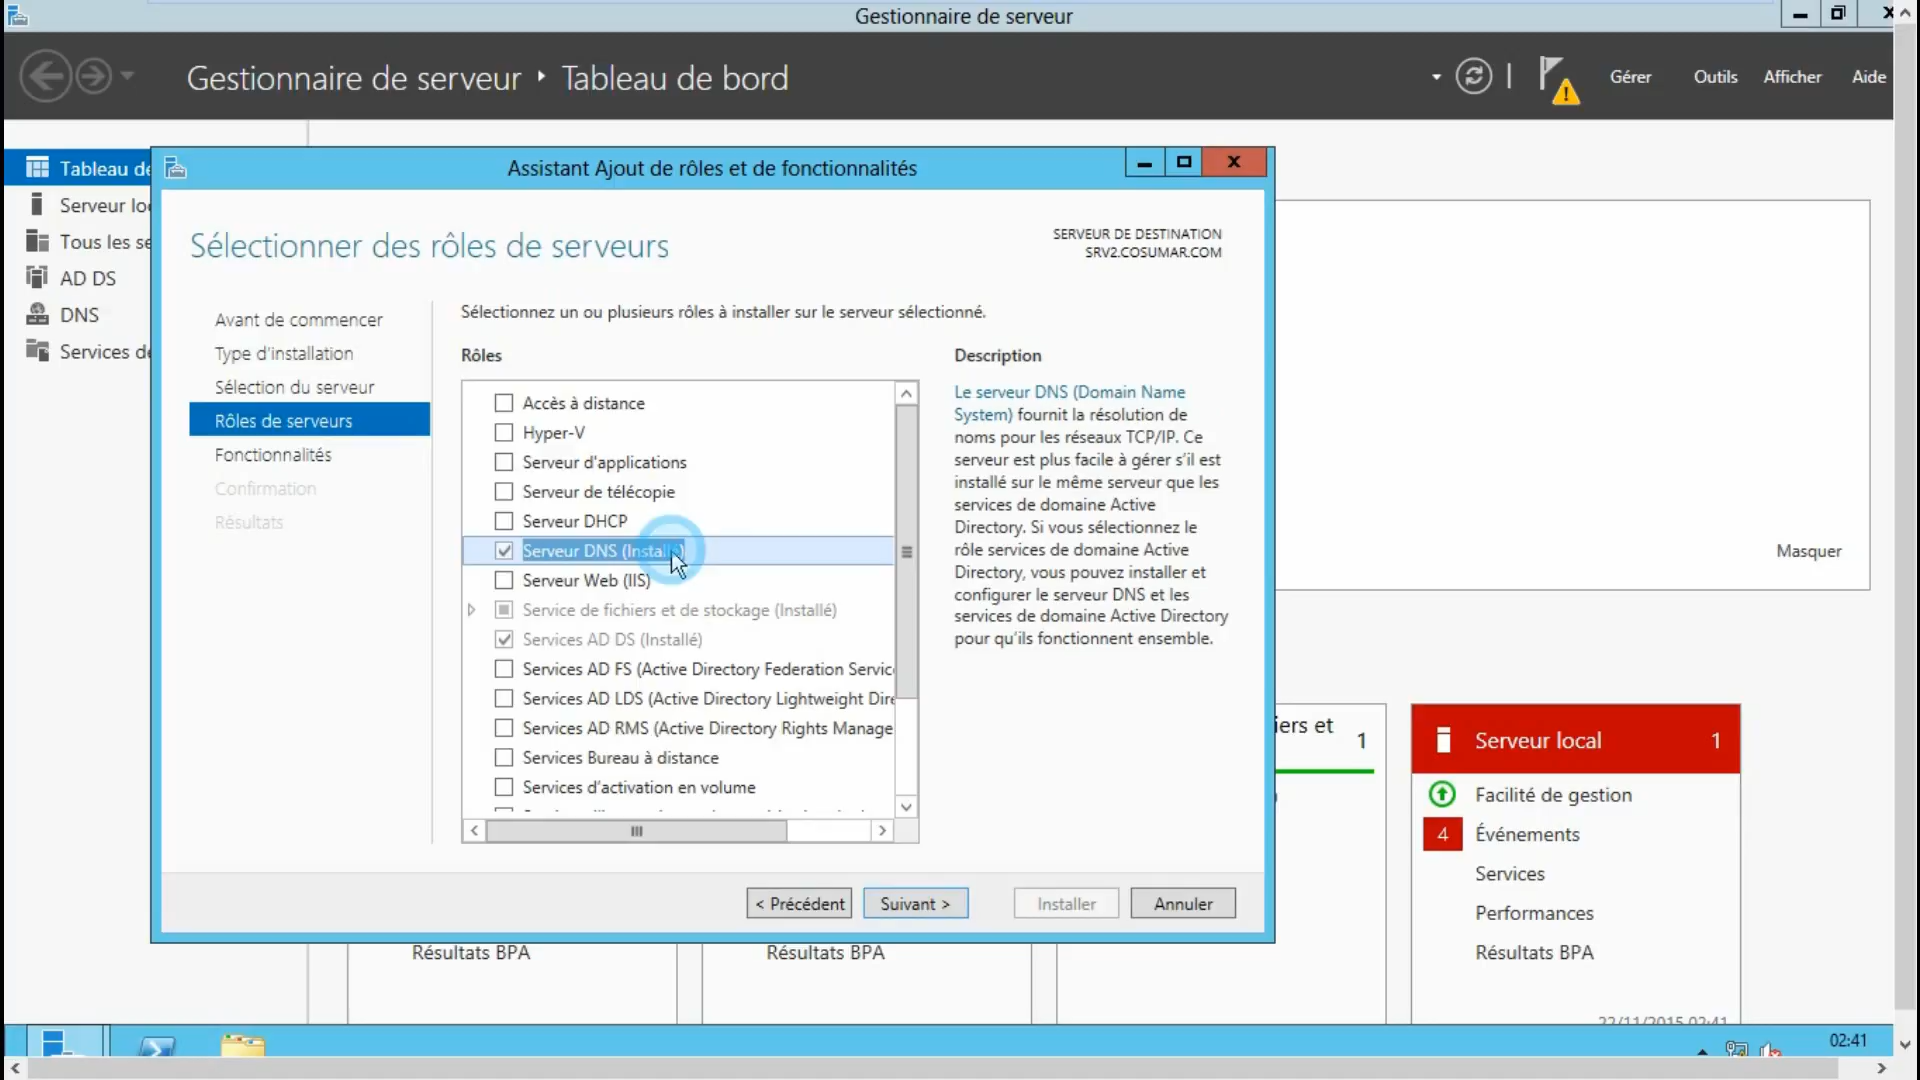 Gestionnaire de serveur
Gestionnaire de serveur ‣ Tableau de bord
Gérer
Outils
Afficher
Aide
Tableau de
Serveur loc
Tous les se
AD DS
DNS
Services de
Assistant Ajout de rôles et de fonctionnalités
Sélectionner des rôles de serveurs
SERVEUR DE DESTINATION
SRV2.COSUMAR.COM
Avant de commencer
Type d'installation
Sélection du serveur
Rôles de serveurs
Fonctionnalités
Confirmation
Résultats
Sélectionnez un ou plusieurs rôles à installer sur le serveur sélectionné.
Rôles
Accès à distance
Hyper-V
Serveur d'applications
Serveur de télécopie
Serveur DHCP
Serveur DNS (Installé)
Serveur Web (IIS)
Service de fichiers et de stockage (Installé)
Services AD DS (Installé)
Services AD FS (Active Directory Federation Servic
Services AD LDS (Active Directory Lightweight Dire
Services AD RMS (Active Directory Rights Manage
Services Bureau à distance
Services d'activation en volume
Description
Le serveur DNS (Domain Name
System) fournit la résolution de
noms pour les réseaux TCP/IP. Ce
serveur est plus facile à gérer s'il est
installé sur le même serveur que les
services de domaine Active
Directory. Si vous sélectionnez le
rôle services de domaine Active
Directory, vous pouvez installer et
configurer le serveur DNS et les
services de domaine Active Directory
pour qu'ils fonctionnent ensemble.
< Précédent
Suivant >
Installer
Annuler
Masquer
iers et
1
Serveur local
1
Facilité de gestion
4
Événements
Services
Performances
Résultats BPA
Résultats BPA
Résultats BPA
22/11/2015 02:41
02:41